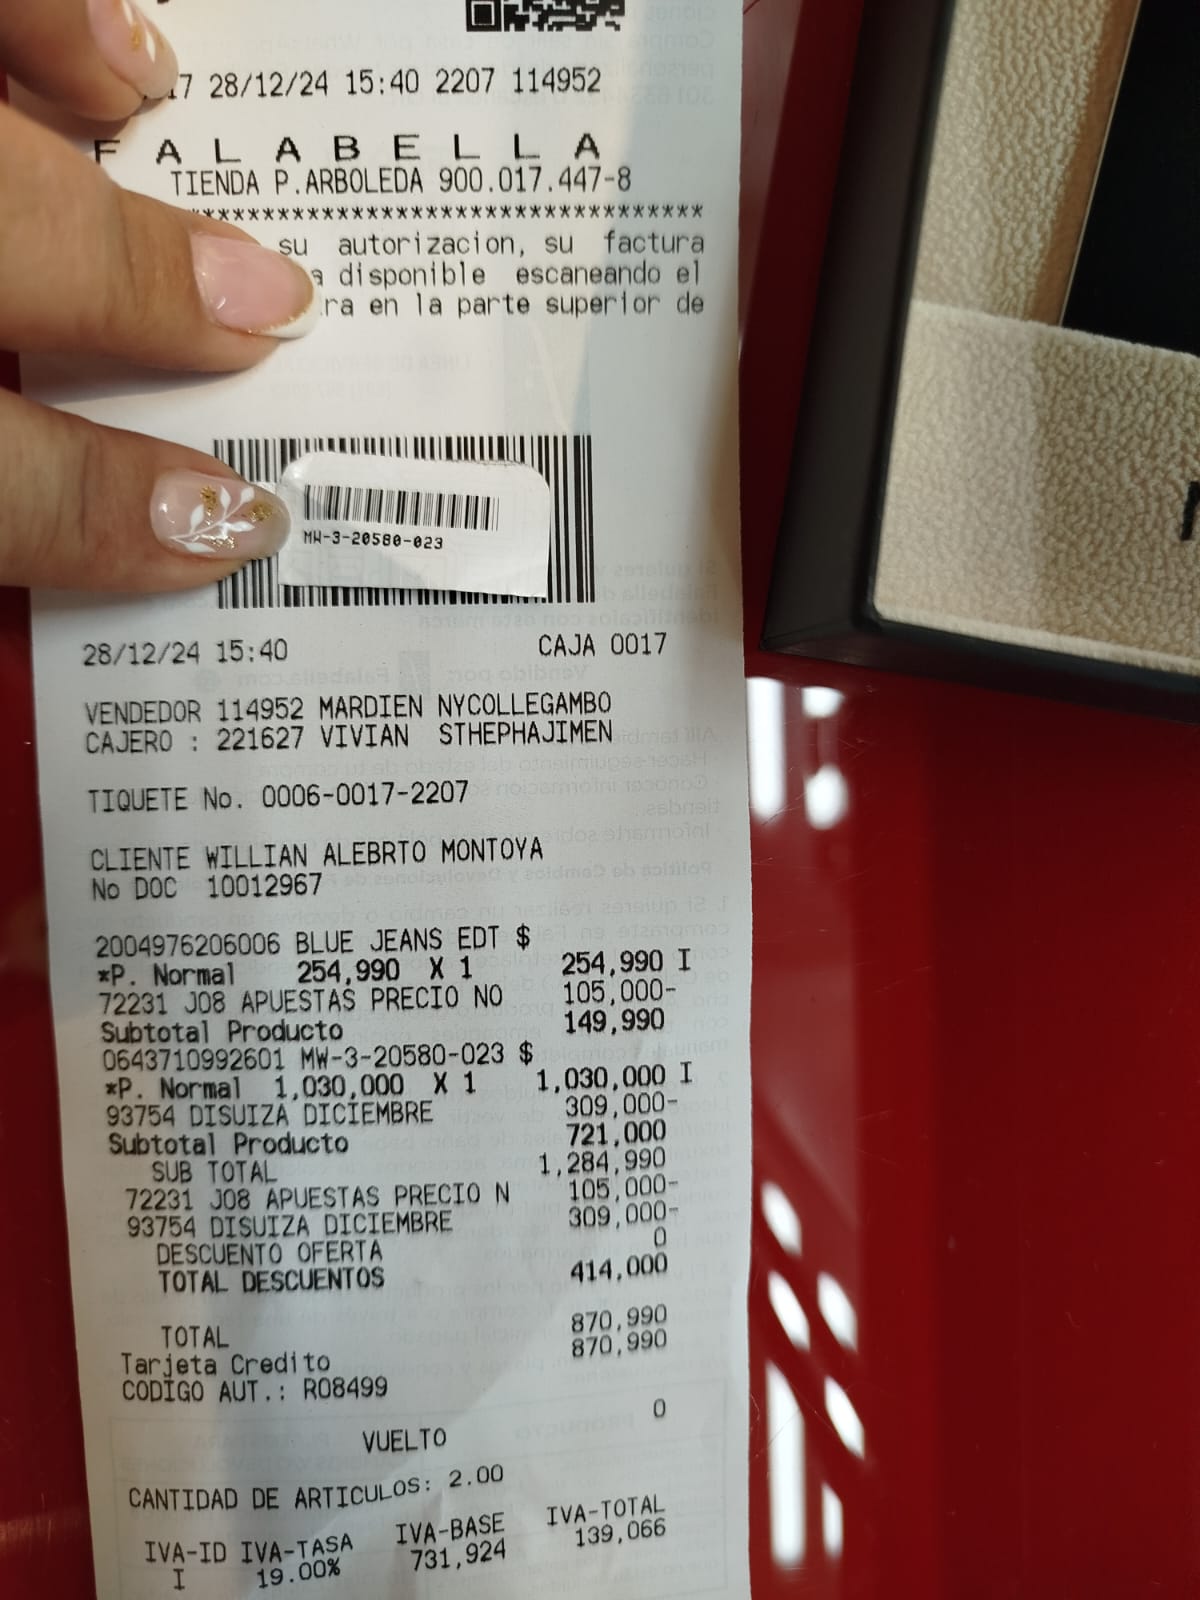 17 28/12/24 15:40 2207 114952
FALABELLA
TIENDA P.ARBOLEDA 900.017.447-8
************************************
su autorizacion, su factura
a disponible escaneando el
ra en la parte superior de
MW-3-20580-023
28/12/24 15:40 CAJA 0017
VENDEDOR 114952 MARDIEN NYCOLLEGAMBO
CAJERO : 221627 VIVIAN STHEPHAJIMEN
TIQUETE No. 0006-0017-2207
CLIENTE WILLIAN ALEBRTO MONTOYA
No DOC 10012967
2004976206006 BLUE JEANS EDT $
*P. Normal 254,990 X 1 254,990 I
72231 J08 APUESTAS PRECIO NO 105,000-
Subtotal Producto 149,990
0643710992601 MW-3-20580-023 $
*P. Normal 1,030,000 X 1 1,030,000 I
93754 DISUIZA DICIEMBRE 309,000-
Subtotal Producto 721,000
SUB TOTAL 1,284,990
72231 J08 APUESTAS PRECIO N 105,000-
93754 DISUIZA DICIEMBRE 309,000-
DESCUENTO OFERTA 0
TOTAL DESCUENTOS 414,000
TOTAL 870,990
Tarjeta Credito 870,990
CODIGO AUT.: R08499
VUELTO 0
CANTIDAD DE ARTICULOS: 2.00
IVA-ID IVA-TASA IVA-BASE IVA-TOTAL
I 19.00% 731,924 139,066